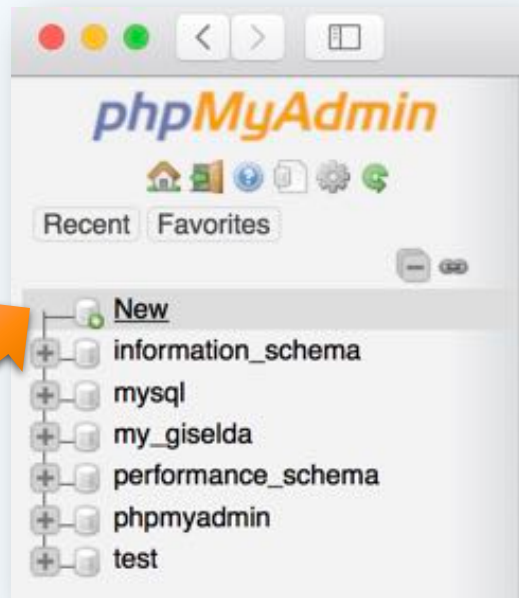 phpMyAdmin
Recent Favorites
New
information_schema
mysql
my_giselda
performance_schema
phpmyadmin
test